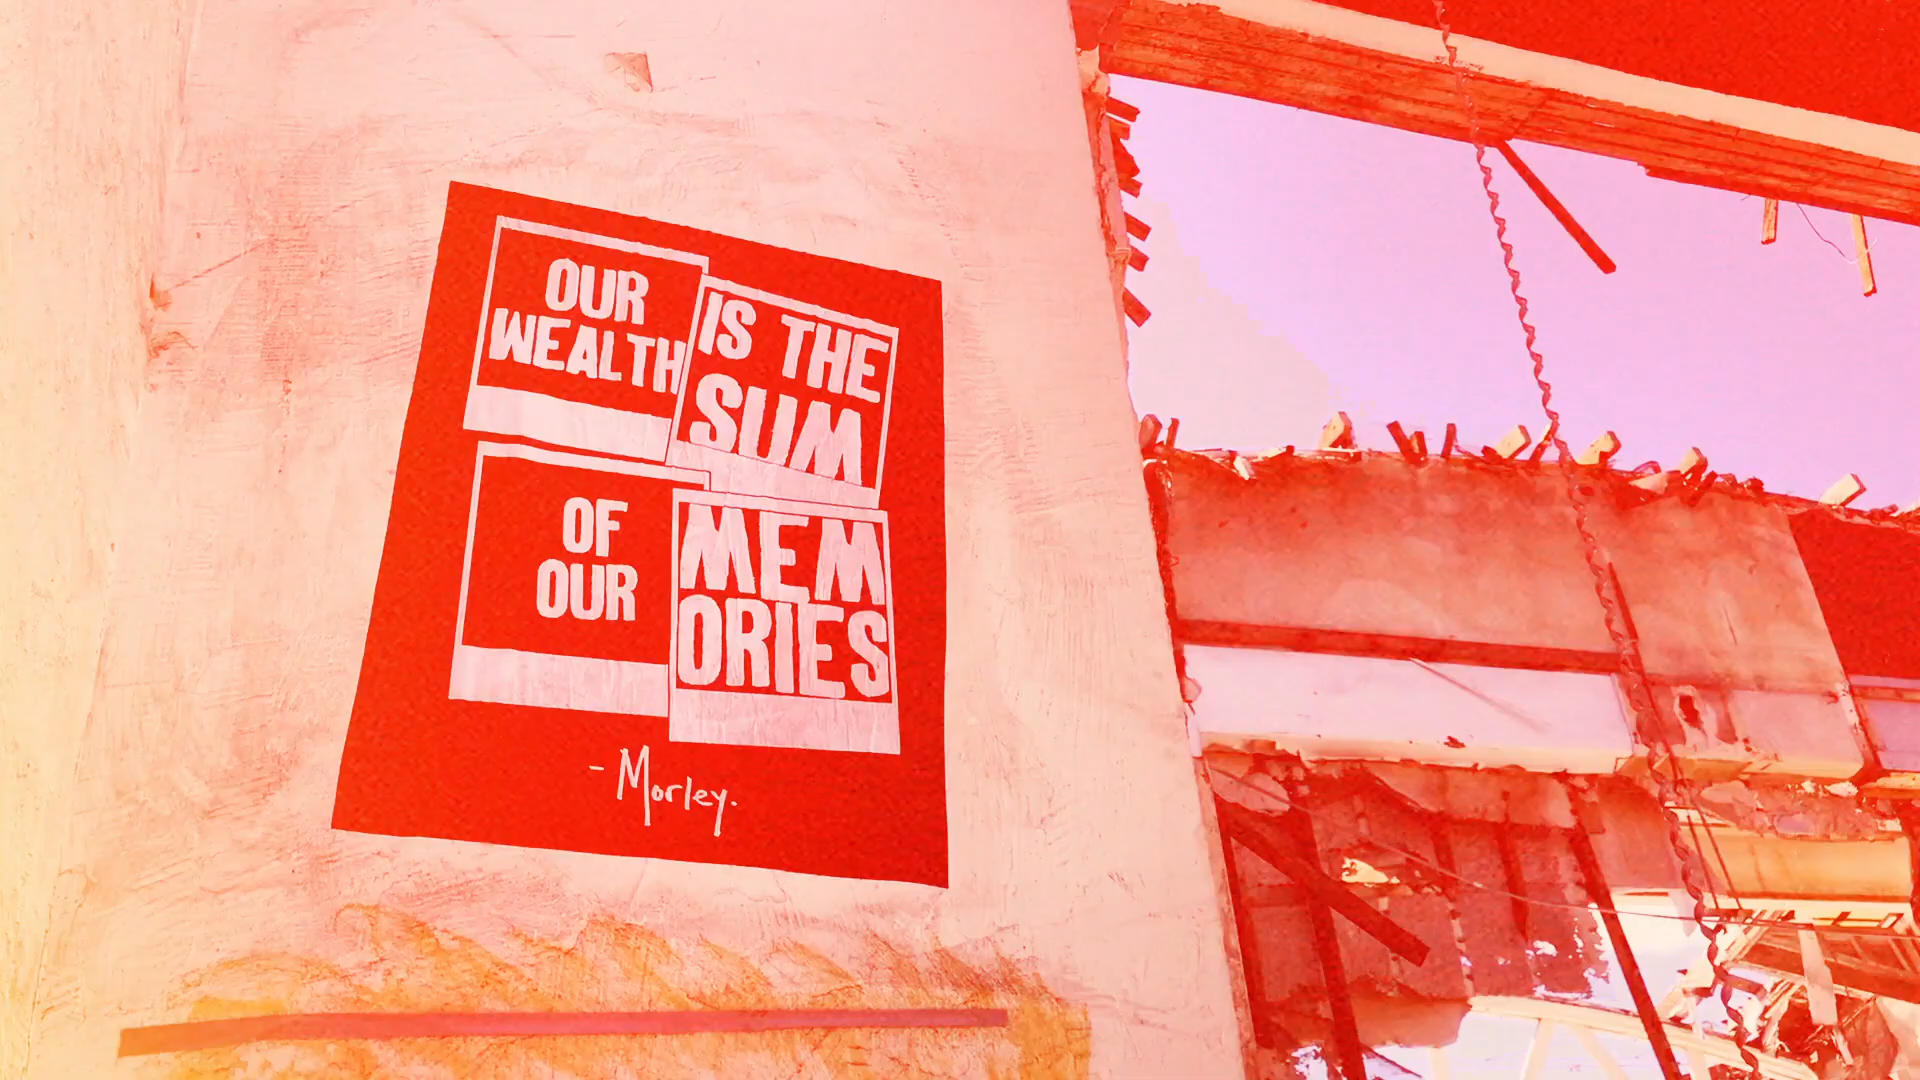 OUR
WEALTH
IS THE
SUM
OF
OUR
MEM
ORIES
- Morley.